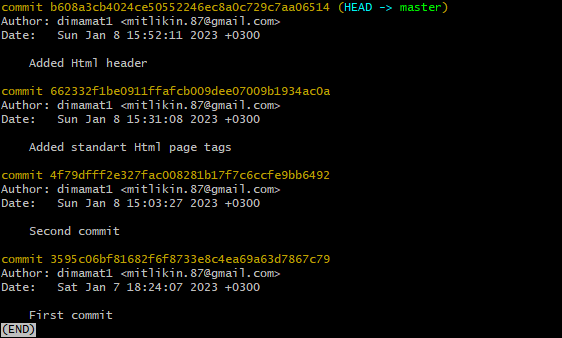 commit b608a3cb4024ce50552246ec8a0c729c7aa06514 (HEAD -> master)
Author: dimamat1 <mitlikin.87@gmail.com>
Date:   Sun Jan 8 15:52:11 2023 +0300
    Added Html header
commit 662332f1be0911ffafcb009dee07009b1934ac0a
Author: dimamat1 <mitlikin.87@gmail.com>
Date:   Sun Jan 8 15:31:08 2023 +0300
    Added standart Html page tags
commit 4f79dfff2e327fac008281b17f7c6ccfe9bb6492
Author: dimamat1 <mitlikin.87@gmail.com>
Date:   Sun Jan 8 15:03:27 2023 +0300
    Second commit
commit 3595c06bf81682f6f8733e8c4ea69a63d7867c79
Author: dimamat1 <mitlikin.87@gmail.com>
Date:   Sat Jan 7 18:24:07 2023 +0300
    First commit
(END)